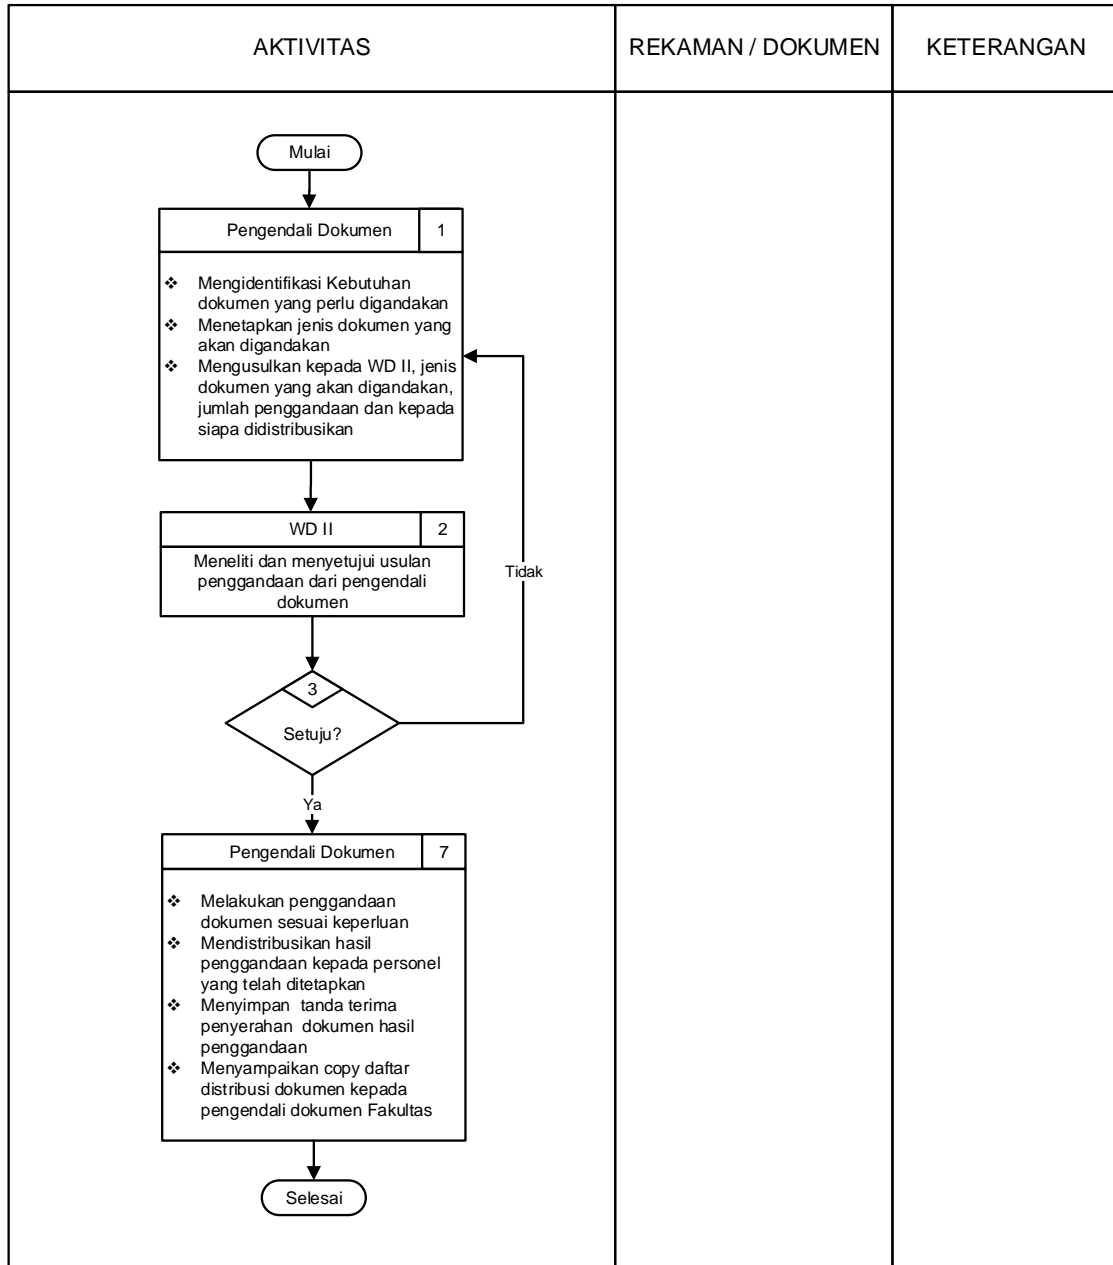 AKTIVITAS
REKAMAN / DOKUMEN
KETERANGAN
Mulai
Pengendali Dokumen
1
❖ Mengidentifikasi Kebutuhan
dokumen yang perlu digandakan
❖ Menetapkan jenis dokumen yang
akan digandakan
❖ Mengusulkan kepada WD II, jenis
dokumen yang akan digandakan,
jumlah penggandaan dan kepada
siapa didistribusikan
WD II
2
Meneliti dan menyetujui usulan
penggandaan dari pengendali
dokumen
Tidak
3
Setuju?
Ya
Pengendali Dokumen
7
❖ Melakukan penggandaan
dokumen sesuai keperluan
❖ Mendistribusikan hasil
penggandaan kepada personel
yang telah ditetapkan
❖ Menyimpan tanda terima
penyerahan dokumen hasil
penggandaan
❖ Menyampaikan copy daftar
distribusi dokumen kepada
pengendali dokumen Fakultas
Selesai